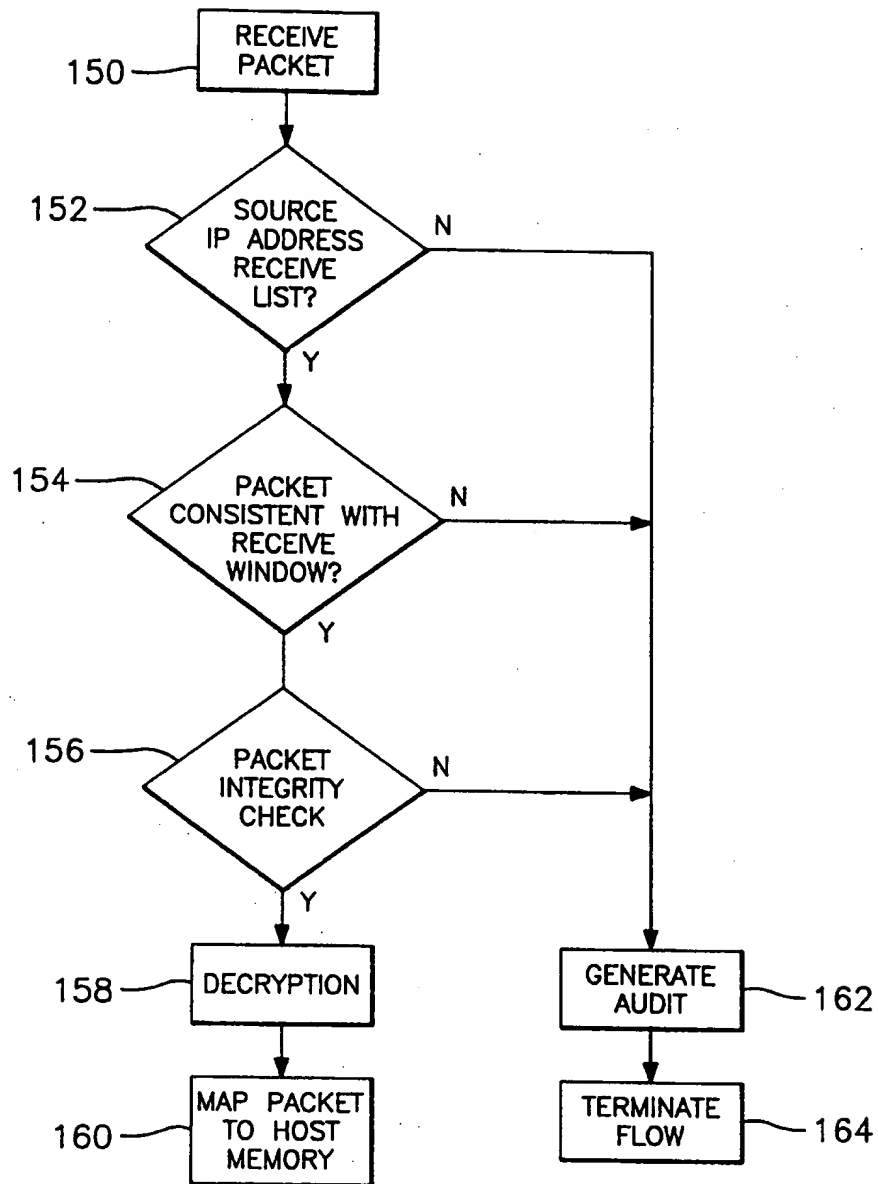 RECEIVE
PACKET
150
152
SOURCE
IP ADDRESS
RECEIVE
LIST?
N
Y
154
PACKET
CONSISTENT WITH
RECEIVE
WINDOW?
N
Y
156
PACKET
INTEGRITY
CHECK
N
Y
158
DECRYPTION
GENERATE
AUDIT
162
160
MAP PACKET
TO HOST
MEMORY
TERMINATE
FLOW
164